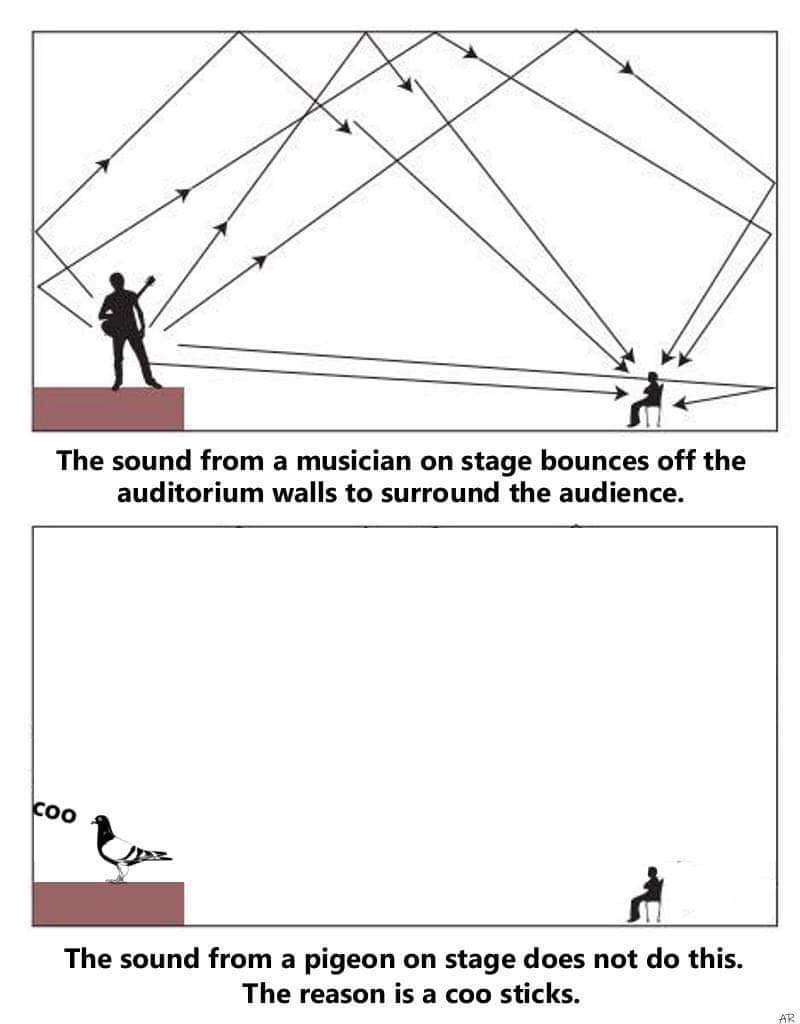 The sound from a musician on stage bounces off the
auditorium walls to surround the audience.
coo
The sound from a pigeon on stage does not do this.
The reason is a coo sticks.
AR